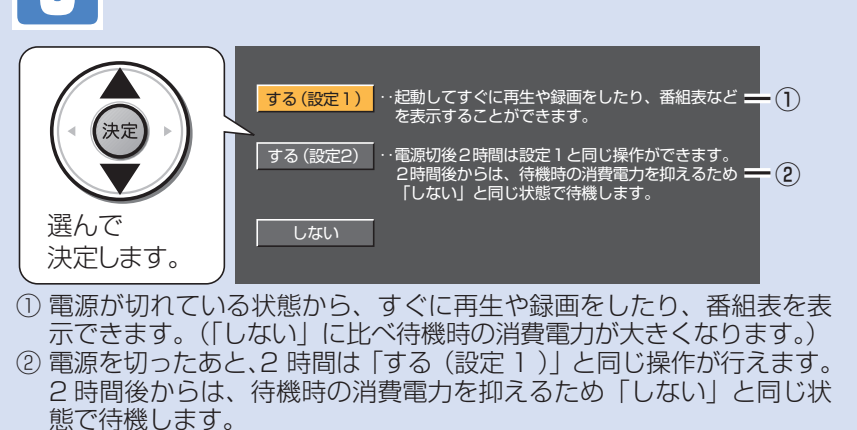 決定
選んで
決定します。
する(設定1)
‥起動してすぐに再生や録画をしたり、番組表など
を表示することができます。
①
する(設定2)
‥電源切後2時間は設定1と同じ操作ができます。
2時間後からは、待機時の消費電力を抑えるため
「しない」と同じ状態で待機します。
②
しない
① 電源が切れている状態から、すぐに再生や録画をしたり、番組表を表
示できます。(「しない」に比べ待機時の消費電力が大きくなります。)
② 電源を切ったあと、2 時間は「する(設定 1 )」と同じ操作が行えます。
2 時間後からは、待機時の消費電力を抑えるため「しない」と同じ状
態で待機します。